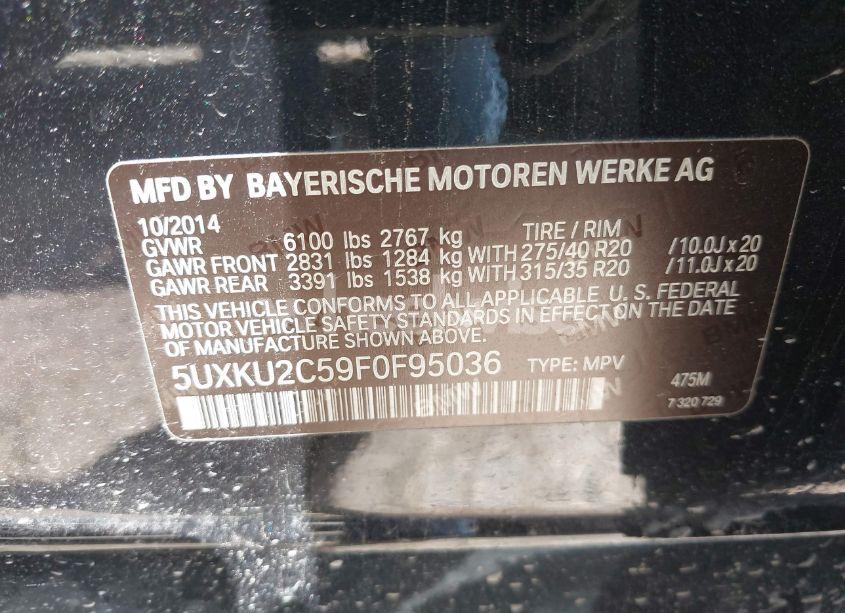 MFD BY BAYERISCHE MOTOREN WERKE AG
10/2014 TIRE / RIM
GVWR 6100 lbs 2767 kg
GAWR FRONT 2831 lbs 1284 kg WITH 275/40 R20 /10.0J x 20
GAWR REAR 3391 lbs 1538 kg WITH 315/35 R20 /11.0J x 20
THIS VEHICLE CONFORMS TO ALL APPLICABLE U. S. FEDERAL
MOTOR VEHICLE SAFETY STANDARDS IN EFFECT ON THE DATE
OF MANUFACTURE SHOWN ABOVE.
5UXKU2C59F0F95036 TYPE: MPV 475M
7 320 729